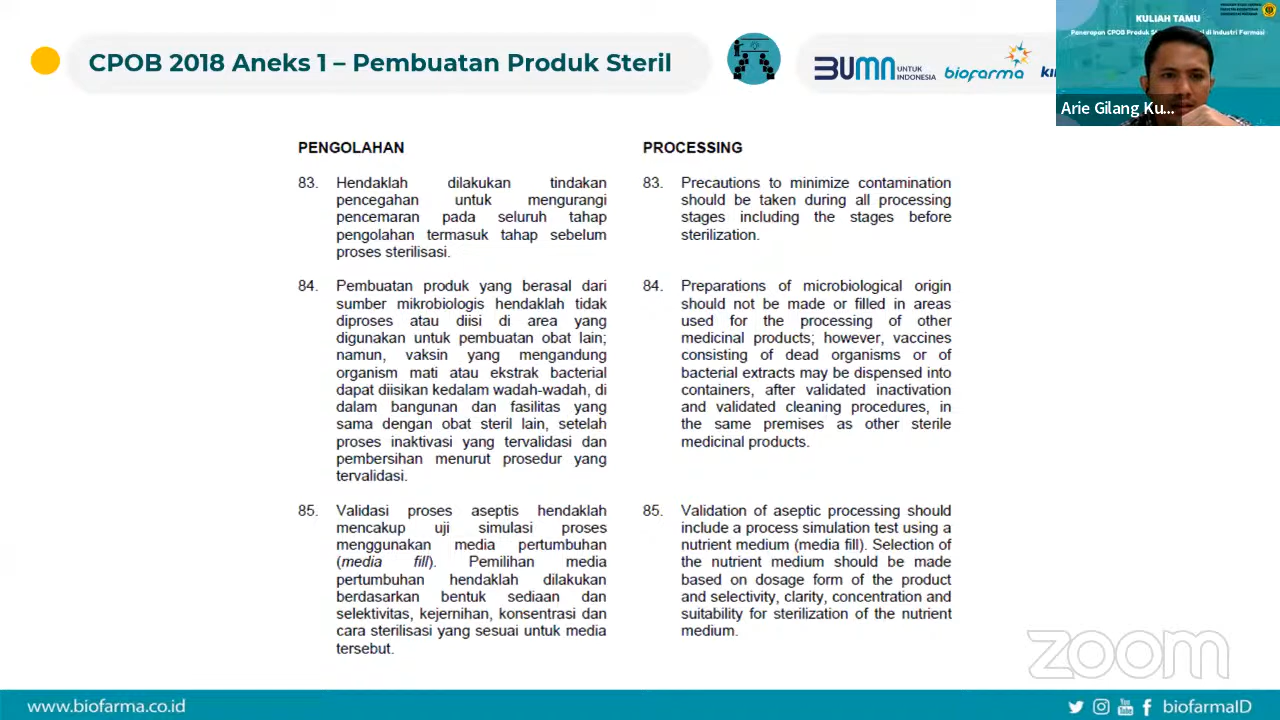 CPOB 2018 Aneks 1 – Pembuatan Produk Steril
BUMN UNTUK INDONESIA
biofarma
KULIAH TAMU
Arie Gilang Ku...
PENGOLAHAN
83. Hendaklah dilakukan tindakan
pencegahan untuk mengurangi
pencemaran pada seluruh tahap
pengolahan termasuk tahap sebelum
proses sterilisasi.
84. Pembuatan produk yang berasal dari
sumber mikrobiologis hendaklah tidak
diproses atau diisi di area yang
digunakan untuk pembuatan obat lain;
namun, vaksin yang mengandung
organism mati atau ekstrak bacterial
dapat diisikan kedalam wadah-wadah, di
dalam bangunan dan fasilitas yang
sama dengan obat steril lain, setelah
proses inaktivasi yang tervalidasi dan
pembersihan menurut prosedur yang
tervalidasi.
85. Validasi proses aseptis hendaklah
mencakup uji simulasi proses
menggunakan media pertumbuhan
(media fill). Pemilihan media
pertumbuhan hendaklah dilakukan
berdasarkan bentuk sediaan dan
selektivitas, kejernihan, konsentrasi dan
cara sterilisasi yang sesuai untuk media
tersebut.
PROCESSING
83. Precautions to minimize contamination
should be taken during all processing
stages including the stages before
sterilization.
84. Preparations of microbiological origin
should not be made or filled in areas
used for the processing of other
medicinal products; however, vaccines
consisting of dead organisms or of
bacterial extracts may be dispensed into
containers, after validated inactivation
and validated cleaning procedures, in
the same premises as other sterile
medicinal products.
85. Validation of aseptic processing should
include a process simulation test using a
nutrient medium (media fill). Selection of
the nutrient medium should be made
based on dosage form of the product
and selectivity, clarity, concentration and
suitability for sterilization of the nutrient
medium.
zoom
www.biofarma.co.id
biofarmaID